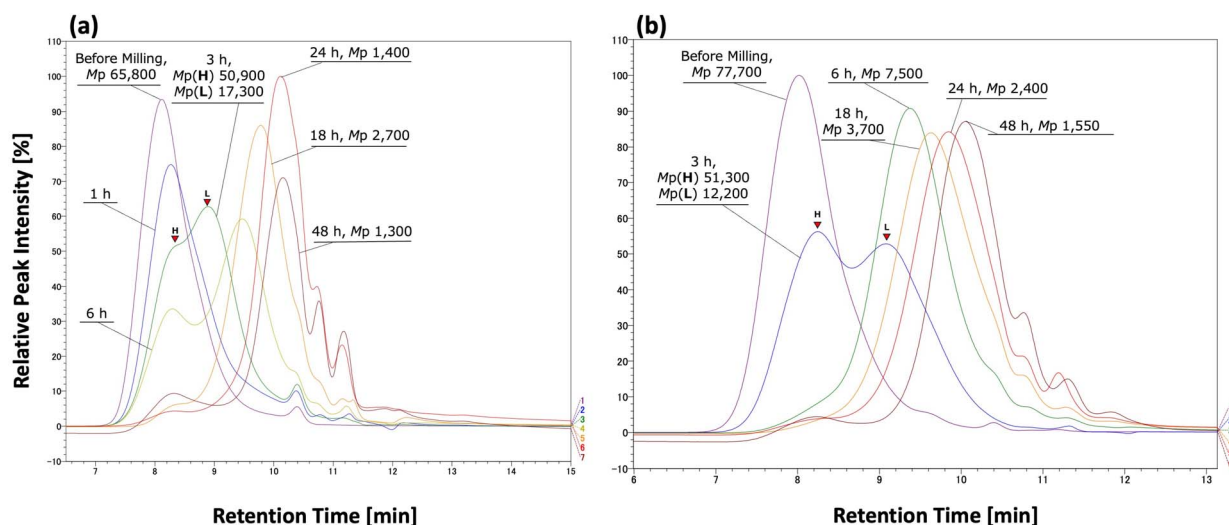 (a)
Relative Peak Intensity [%]
110
100
90
80
70
60
50
40
30
20
10
0
-10
Before Milling,
Mp 65,800
3 h,
Mp(H) 50,900
Mp(L) 17,300
24 h, Mp 1,400
18 h, Mp 2,700
1 h
L
H
48 h, Mp 1,300
6 h
1
2
3
4
5
6
7
7 8 9 10 11 12 13 14 15
Retention Time [min]
(b)
110
100
90
80
70
60
50
40
30
20
10
0
-10
Before Milling,
Mp 77,700
6 h, Mp 7,500
24 h, Mp 2,400
18 h,
Mp 3,700
48 h, Mp 1,550
3 h,
Mp(H) 51,300
Mp(L) 12,200
H
L
6 7 8 9 10 11 12 13
Retention Time [min]